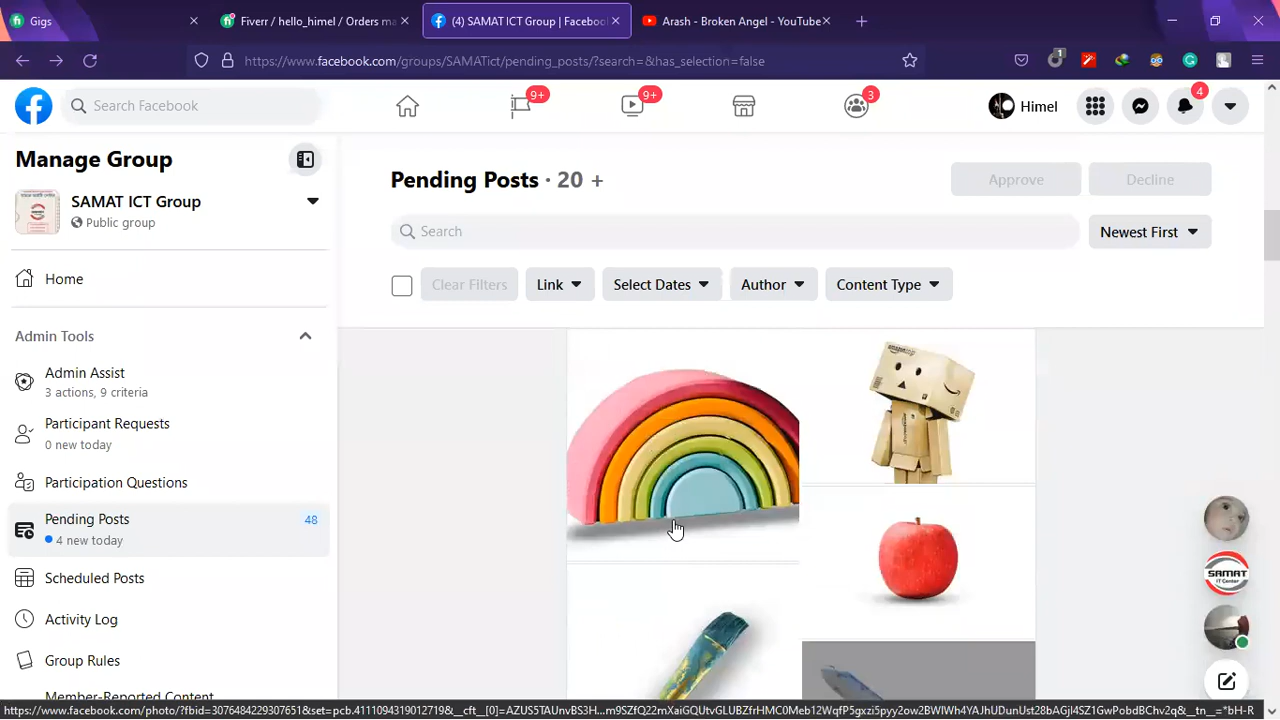 Gigs
Fiverr / hello_himel / Orders ma
(4) SAMAT ICT Group | Facebook
Arash - Broken Angel - YouTube
https://www.facebook.com/groups/SAMATict/pending_posts/?search=&has_selection=false
1
Search Facebook
9+
9+
3
Himel
4
Manage Group
SAMAT ICT Group
Public group
Home
Admin Tools
Admin Assist
3 actions, 9 criteria
Participant Requests
0 new today
Participation Questions
Pending Posts
48
4 new today
Scheduled Posts
Activity Log
Group Rules
Member-Reported Content
Pending Posts · 20 +
Approve
Decline
Search
Newest First
Clear Filters
Link
Select Dates
Author
Content Type
SAMAT
IT Center